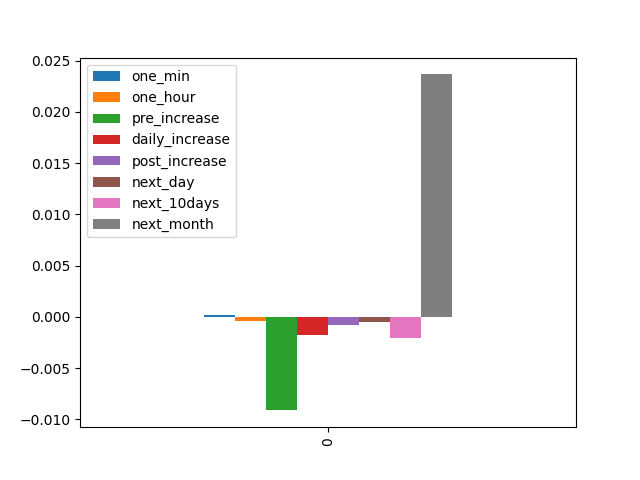 0.025
0.020
0.015
0.010
0.005
0.000
−0.005
−0.010
one_min
one_hour
pre_increase
daily_increase
post_increase
next_day
next_10days
next_month
0